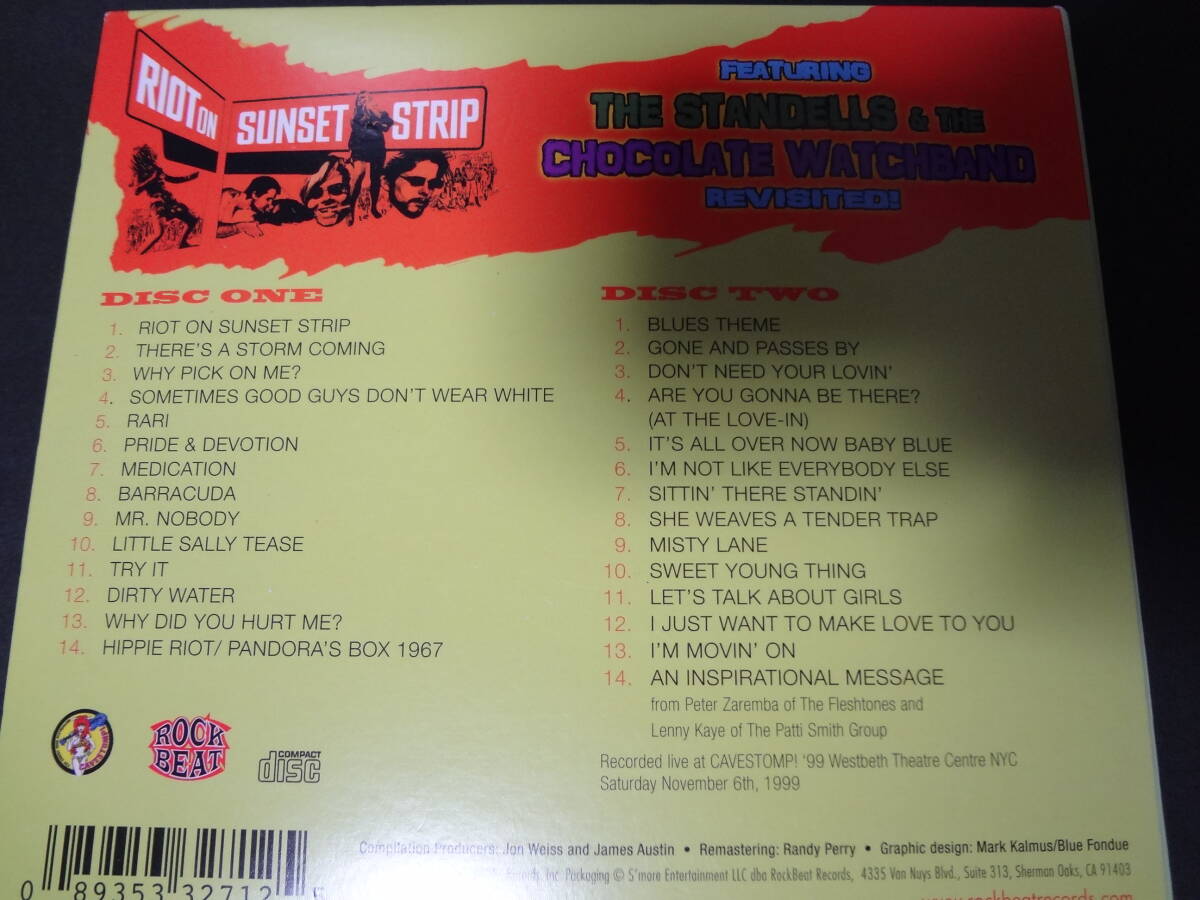 RIOT ON
SUNSET STRIP
FEATURING
THE STANDELLS & THE
CHOCOLATE WATCHBAND
REVISITED!
DISC ONE
1. RIOT ON SUNSET STRIP
2. THERE'S A STORM COMING
3. WHY PICK ON ME?
4. SOMETIMES GOOD GUYS DON'T WEAR WHITE
5. RARI
6. PRIDE & DEVOTION
7. MEDICATION
8. BARRACUDA
9. MR. NOBODY
10. LITTLE SALLY TEASE
11. TRY IT
12. DIRTY WATER
13. WHY DID YOU HURT ME?
14. HIPPIE RIOT/ PANDORA'S BOX 1967
DISC TWO
1. BLUES THEME
2. GONE AND PASSES BY
3. DON'T NEED YOUR LOVIN'
4. ARE YOU GONNA BE THERE?
(AT THE LOVE-IN)
5. IT'S ALL OVER NOW BABY BLUE
6. I'M NOT LIKE EVERYBODY ELSE
7. SITTIN' THERE STANDIN'
8. SHE WEAVES A TENDER TRAP
9. MISTY LANE
10. SWEET YOUNG THING
11. LET'S TALK ABOUT GIRLS
12. I JUST WANT TO MAKE LOVE TO YOU
13. I'M MOVIN' ON
14. AN INSPIRATIONAL MESSAGE
from Peter Zaremba of The Fleshtones and
Lenny Kaye of The Patti Smith Group
Recorded live at CAVESTOMP! '99 Westbeth Theatre Centre NYC
Saturday November 6th, 1999
ROCK
BEAT
COMPACT
disc
Compilation Producers: Jon Weiss and James Austin • Remastering: Randy Perry • Graphic design: Mark Kalmus/Blue Fondue
Records, Inc. Packaging © S'more Entertainment LLC dba RockBeat Records, 4335 Van Nuys Blvd., Suite 313, Sherman Oaks, CA 91403
www.rockbeatrecords.com
0 89353 32712 5